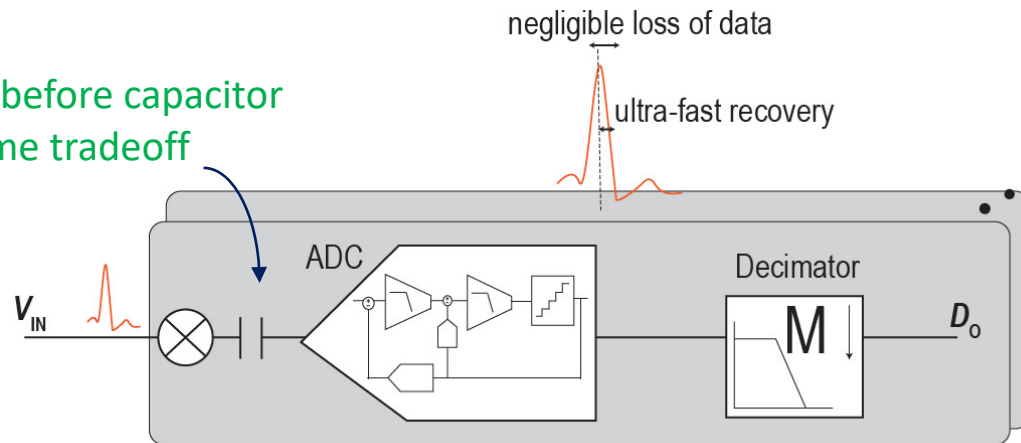 negligible loss of data
before capacitor
ultra-fast recovery
me tradeoff
ADC
Decimator
V_IN
M
D_O